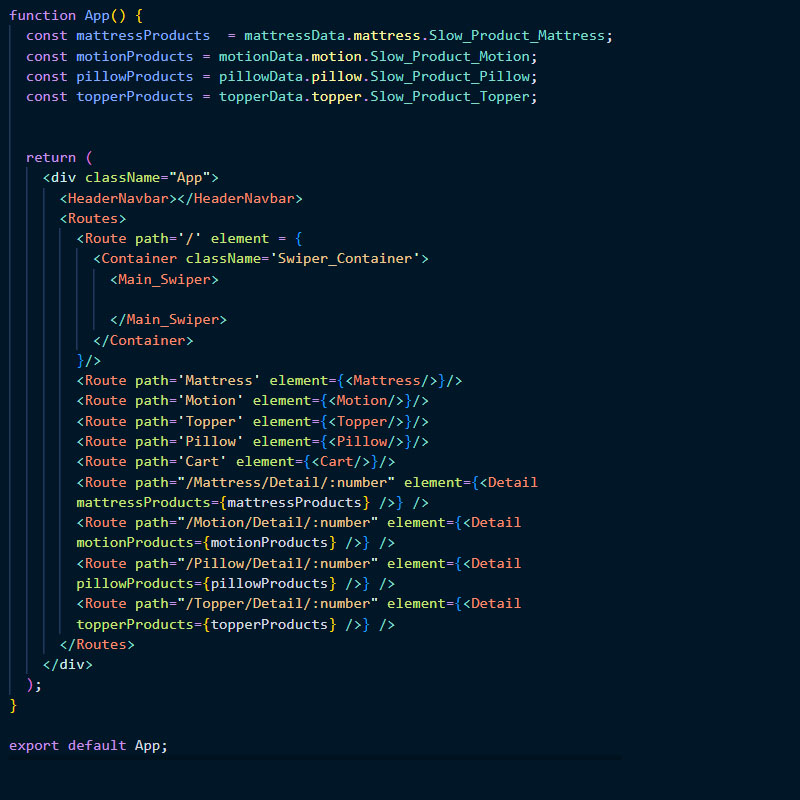 function App() {
  const mattressProducts  = mattressData.mattress.Slow_Product_Mattress;
  const motionProducts = motionData.motion.Slow_Product_Motion;
  const pillowProducts = pillowData.pillow.Slow_Product_Pillow;
  const topperProducts = topperData.topper.Slow_Product_Topper;
  return (
    <div className="App">
      <HeaderNavbar></HeaderNavbar>
      <Routes>
        <Route path='/' element = {
          <Container className='Swiper_Container'>
            <Main_Swiper>
            </Main_Swiper>
          </Container>
        }/>
        <Route path='Mattress' element={<Mattress/>}/>
        <Route path='Motion' element={<Motion/>}/>
        <Route path='Topper' element={<Topper/>}/>
        <Route path='Pillow' element={<Pillow/>}/>
        <Route path='Cart' element={<Cart/>}/>
        <Route path="/Mattress/Detail/:number" element={<Detail
        mattressProducts={mattressProducts} />} />
        <Route path="/Motion/Detail/:number" element={<Detail
        motionProducts={motionProducts} />} />
        <Route path="/Pillow/Detail/:number" element={<Detail
        pillowProducts={pillowProducts} />} />
        <Route path="/Topper/Detail/:number" element={<Detail
        topperProducts={topperProducts} />} />
      </Routes>
    </div>
  );
}
export default App;